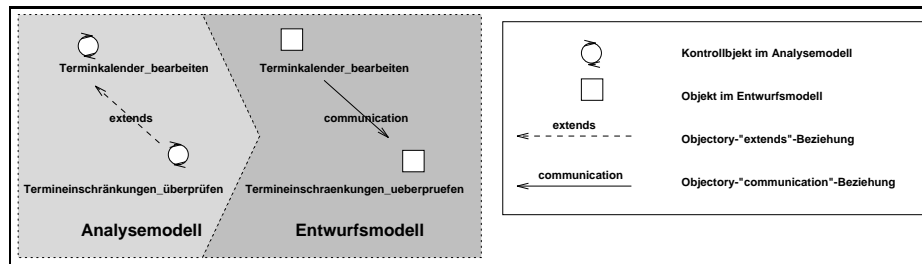 Terminkalender_bearbeiten
extends
Termineinschränkungen_überprüfen
Analysemodell
Terminkalender_bearbeiten
communication
Termineinschraenkungen_ueberpruefen
Entwurfsmodell
Kontrollbjekt im Analysemodell
Objekt im Entwurfsmodell
extends
Objectory-"extends"-Beziehung
communication
Objectory-"communication"-Beziehung